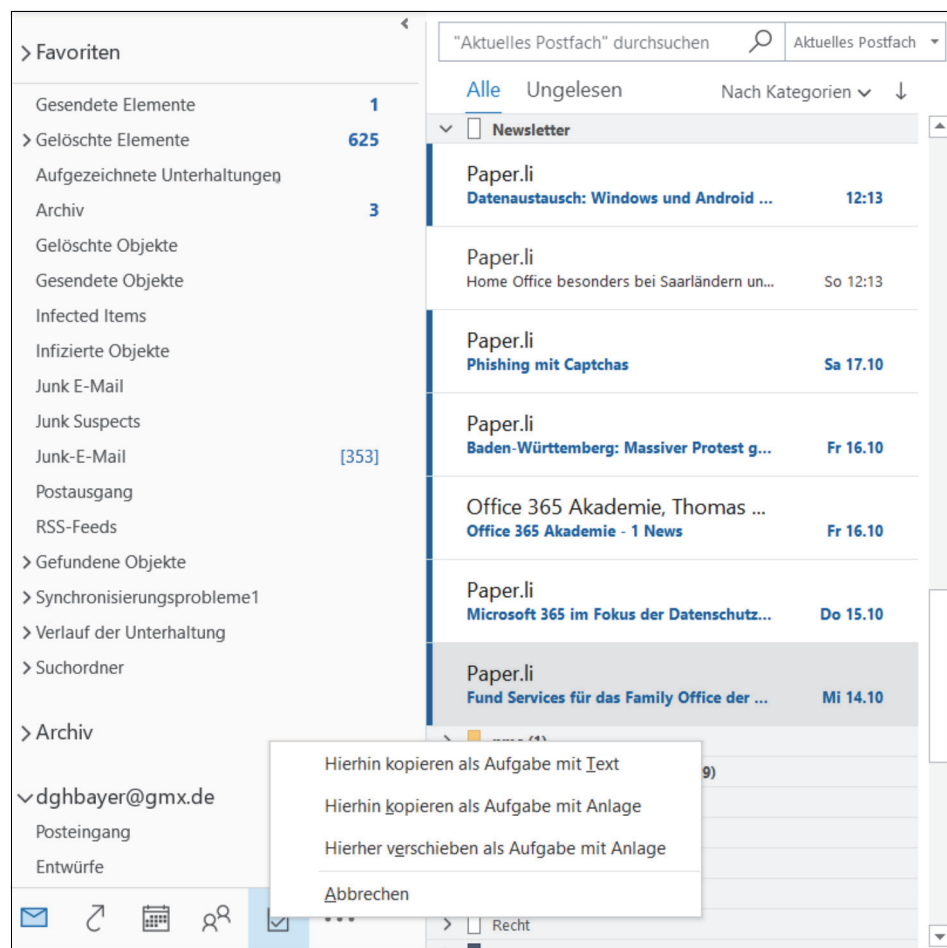 Favoriten
Gesendete Elemente 1
Gelöschte Elemente 625
Aufgezeichnete Unterhaltungen
Archiv 3
Gelöschte Objekte
Gesendete Objekte
Infected Items
Infizierte Objekte
Junk E-Mail
Junk Suspects
Junk-E-Mail [353]
Postausgang
RSS-Feeds
Gefundene Objekte
Synchronisierungsprobleme1
Verlauf der Unterhaltung
Suchordner
Archiv
dghbayer@gmx.de
Posteingang
Entwürfe
"Aktuelles Postfach" durchsuchen Aktuelles Postfach
Alle Ungelesen Nach Kategorien
Newsletter
Paper.li
Datenaustausch: Windows und Android ... 12:13
Paper.li
Home Office besonders bei Saarländern un... So 12:13
Paper.li
Phishing mit Captchas Sa 17.10
Paper.li
Baden-Württemberg: Massiver Protest g... Fr 16.10
Office 365 Akademie, Thomas ...
Office 365 Akademie - 1 News Fr 16.10
Paper.li
Microsoft 365 im Fokus der Datenschutz... Do 15.10
Paper.li
Fund Services für das Family Office der ... Mi 14.10
9)
Hierhin kopieren als Aufgabe mit Text
Hierhin kopieren als Aufgabe mit Anlage
Hierher verschieben als Aufgabe mit Anlage
Abbrechen
Recht